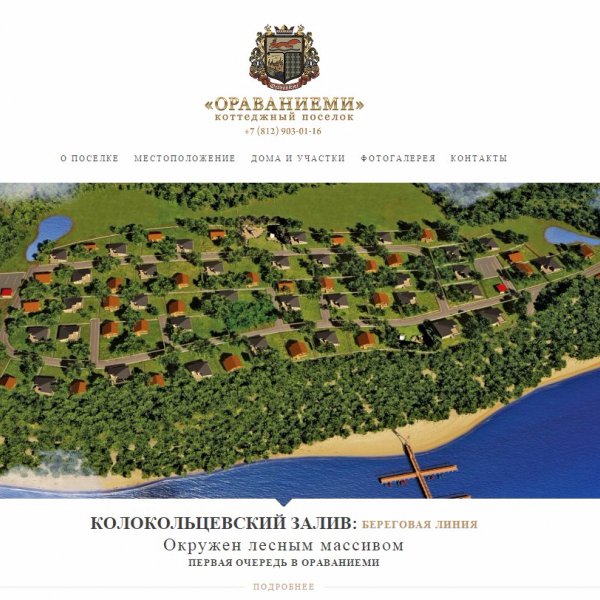 «ОРАВАНИЕМИ»
коттеджный поселок
+7 (812) 903-01-16
О ПОСЕЛКЕ МЕСТОПОЛОЖЕНИЕ ДОМА И УЧАСТКИ ФОТОГАЛЕРЕЯ КОНТАКТЫ
КОЛОКОЛЬЦЕВСКИЙ ЗАЛИВ: БЕРЕГОВАЯ ЛИНИЯ
Окружен лесным массивом
ПЕРВАЯ ОЧЕРЕДЬ В ОРАВАНИЕМИ
ПОДРОБНЕЕ